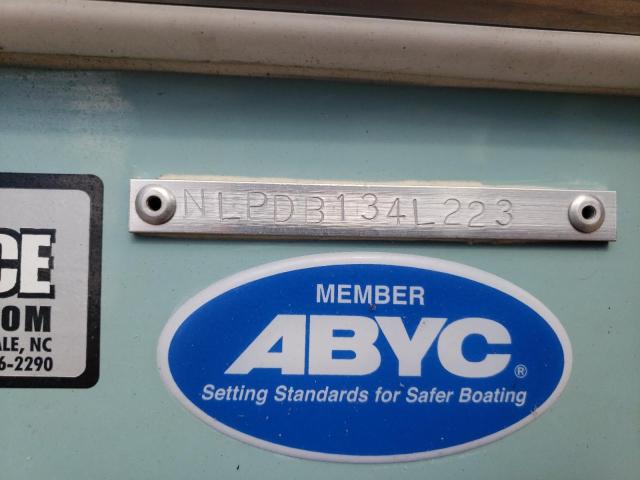 NLPDB134L223
CE
OM
ALE, NC
6-2290
MEMBER
ABYC®
Setting Standards for Safer Boating